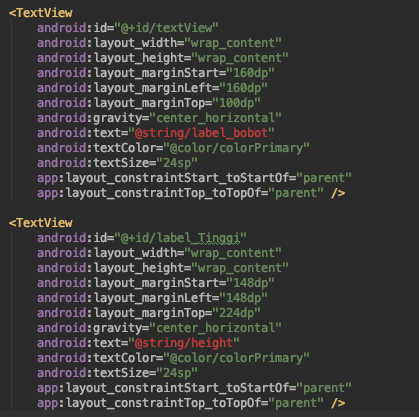 <TextView
android:id="@+id/textView"
android:layout_width="wrap_content"
android:layout_height="wrap_content"
android:layout_marginStart="160dp"
android:layout_marginLeft="160dp"
android:layout_marginTop="100dp"
android:gravity="center_horizontal"
android:text="@string/label_bobot"
android:textColor="@color/colorPrimary"
android:textSize="24sp"
app:layout_constraintStart_toStartOf="parent"
app:layout_constraintTop_toTopOf="parent" />
<TextView
android:id="@+id/label_Tinggi"
android:layout_width="wrap_content"
android:layout_height="wrap_content"
android:layout_marginStart="148dp"
android:layout_marginLeft="148dp"
android:layout_marginTop="224dp"
android:gravity="center_horizontal"
android:text="@string/height"
android:textColor="@color/colorPrimary"
android:textSize="24sp"
app:layout_constraintStart_toStartOf="parent"
app:layout_constraintTop_toTopOf="parent" />